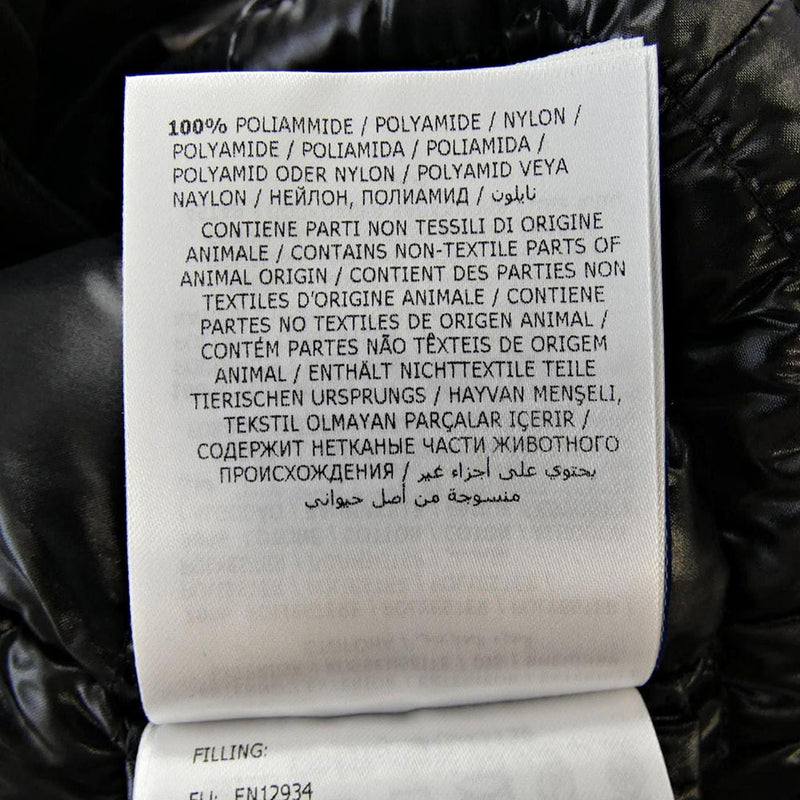 100% POLIAMMIDE / POLYAMIDE / NYLON /
POLYAMIDE / POLIAMIDA / POLIAMIDA /
POLYAMID ODER NYLON / POLYAMID VEYA
NAYLON / НЕЙЛОН, ПОЛИАМИД / نايلون
CONTIENE PARTI NON TESSILI DI ORIGINE
ANIMALE / CONTAINS NON-TEXTILE PARTS OF
ANIMAL ORIGIN / CONTIENT DES PARTIES NON
TEXTILES D'ORIGINE ANIMALE / CONTIENE
PARTES NO TEXTILES DE ORIGEN ANIMAL /
CONTÉM PARTES NÃO TÊXTEIS DE ORIGEM
ANIMAL / ENTHÄLT NICHTTEXTILE TEILE
TIERISCHEN URSPRUNGS / HAYVAN MENŞELİ,
TEKSTIL OLMAYAN PARÇALAR IÇERIR /
СОДЕРЖИТ НЕТКАНЫЕ ЧАСТИ ЖИВОТНОГО
ПРОИСХОЖДЕНИЯ / يحتوي على أجزاء غير
منسوجة من أصل حيواني
FILLING:
EU: EN12934